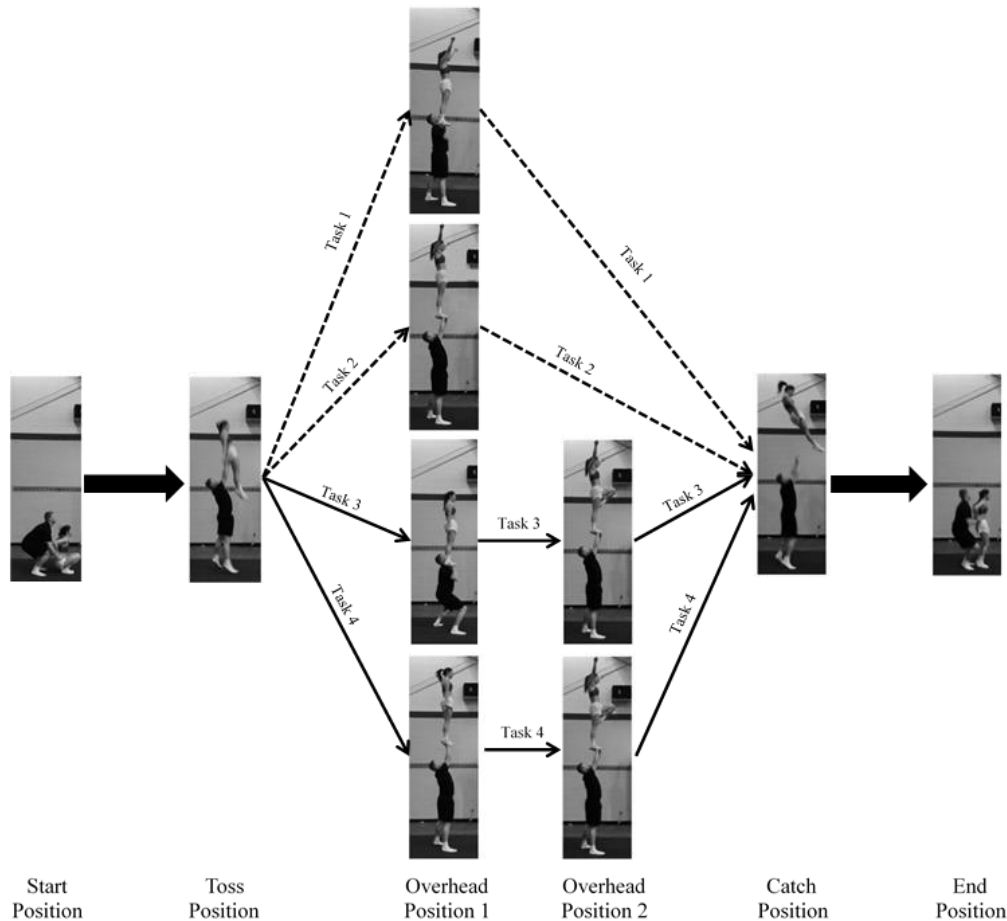 Task 1
Task 1
Task 2
Task 2
Task 3
Task 3
Task 3
Task 4
Task 4
Task 4
Start
Position
Toss
Position
Overhead
Position 1
Overhead
Position 2
Catch
Position
End
Position